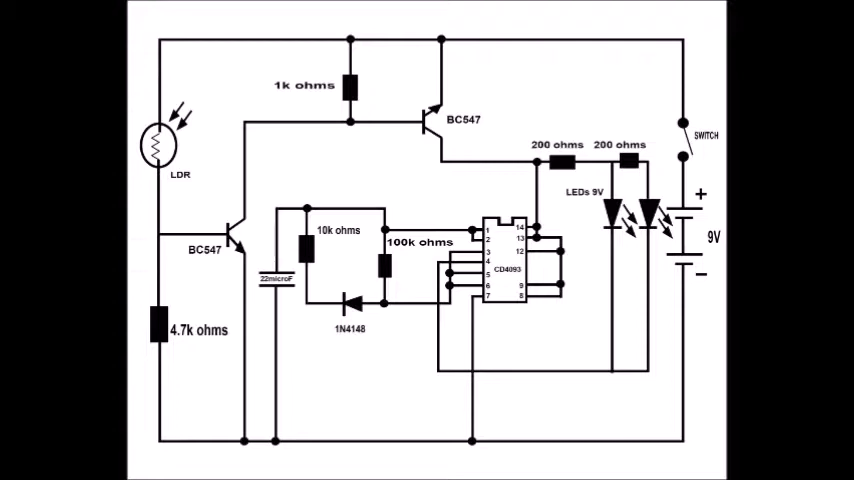 1k ohms
BC547
200 ohms 200 ohms
SWITCH
LDR
LEDs 9V
+
9V
−
BC547
10k ohms
100k ohms
22microF
1N4148
4.7k ohms
1
2
3
4
5
6
7
CD4093
14
13
12
9
8